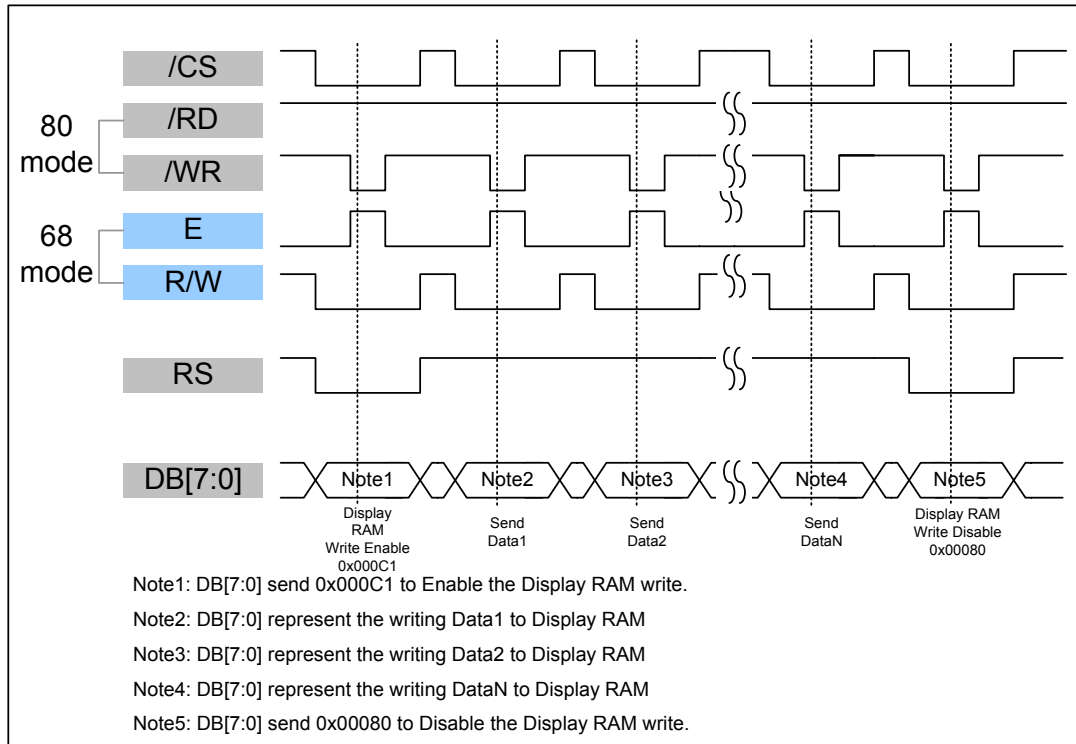 /CS
/RD
80
mode
/WR
E
68
mode
R/W
RS
DB[7:0]
Note1
Note2
Note3
Note4
Note5
Display
RAM
Write Enable
0x000C1
Send
Data1
Send
Data2
Send
DataN
Display RAM
Write Disable
0x00080
Note1: DB[7:0] send 0x000C1 to Enable the Display RAM write.
Note2: DB[7:0] represent the writing Data1 to Display RAM
Note3: DB[7:0] represent the writing Data2 to Display RAM
Note4: DB[7:0] represent the writing DataN to Display RAM
Note5: DB[7:0] send 0x00080 to Disable the Display RAM write.